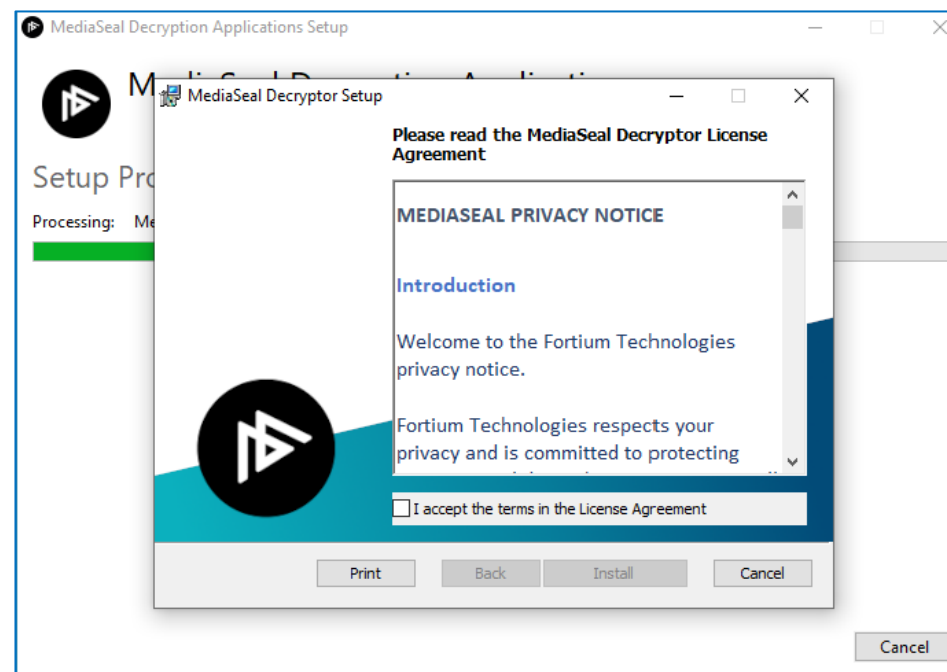 MediaSeal Decryption Applications Setup
MediaSeal Decryptor Setup
Setup
Processing:
Please read the MediaSeal Decryptor License
Agreement
MEDIASEAL PRIVACY NOTICE
Introduction
Welcome to the Fortium Technologies
privacy notice.
Fortium Technologies respects your
privacy and is committed to protecting
I accept the terms in the License Agreement
Print Back Install Cancel
Cancel